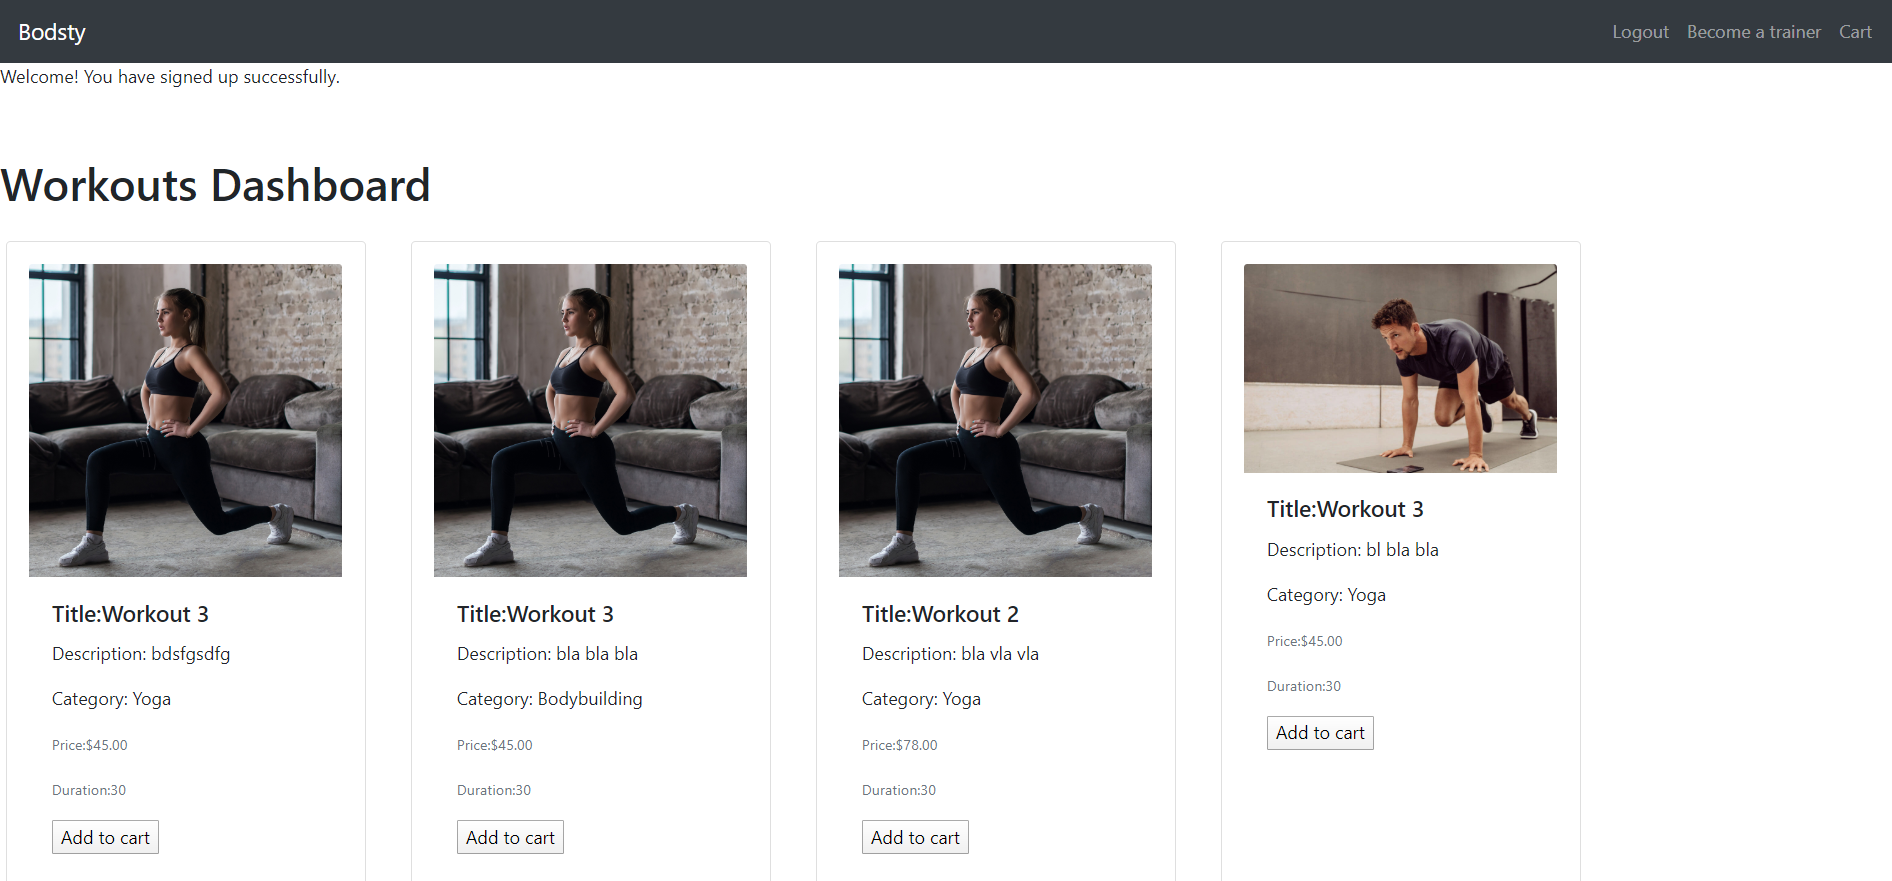 Bodsty
Logout Become a trainer Cart
Welcome! You have signed up successfully.
Workouts Dashboard
Title:Workout 3
Description: bdsfgsdfg
Category: Yoga
Price:$45.00
Duration:30
Add to cart
Title:Workout 3
Description: bla bla bla
Category: Bodybuilding
Price:$45.00
Duration:30
Add to cart
Title:Workout 2
Description: bla vla vla
Category: Yoga
Price:$78.00
Duration:30
Add to cart
Title:Workout 3
Description: bl bla bla
Category: Yoga
Price:$45.00
Duration:30
Add to cart